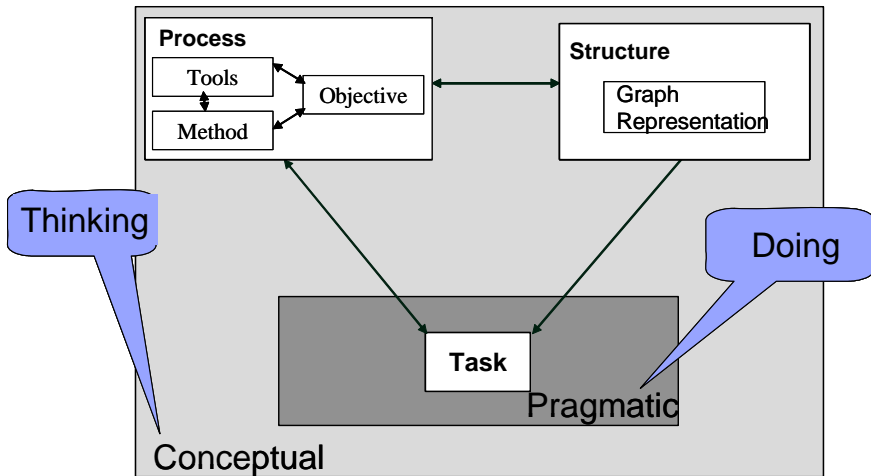 Process
Tools
Objective
Method
Structure
Graph
Representation
Thinking
Doing
Task
Pragmatic
Conceptual